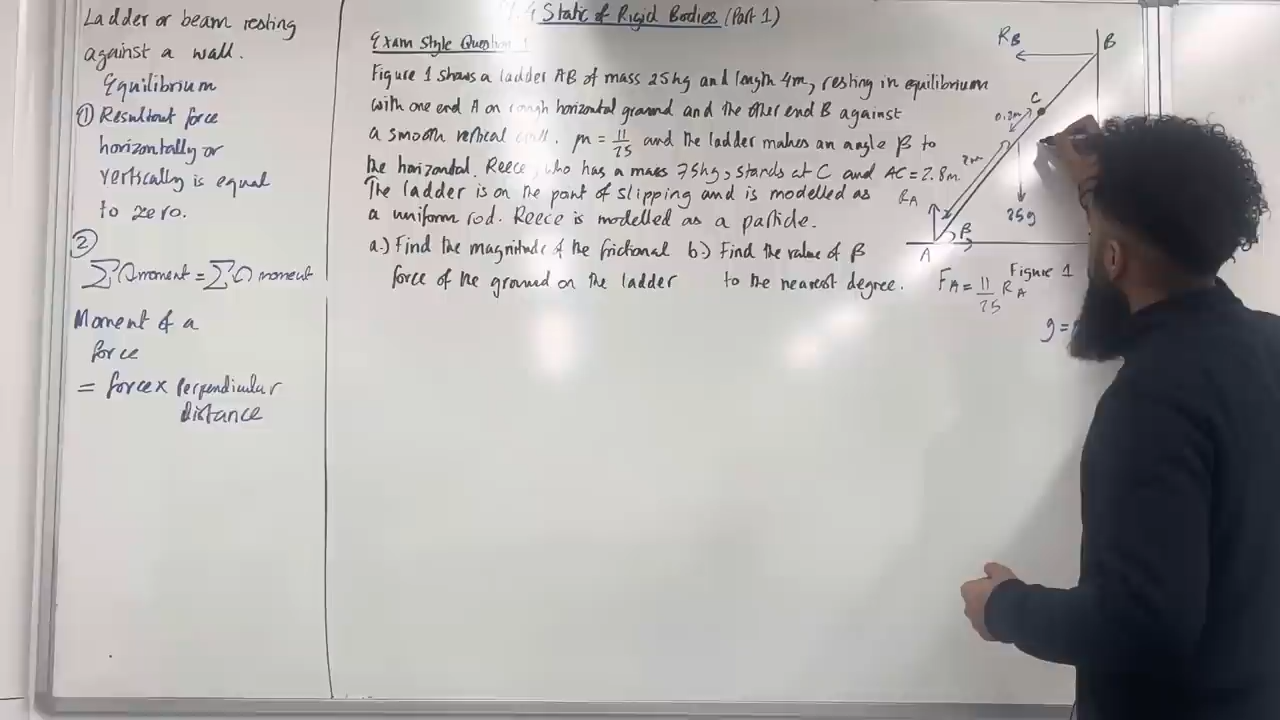 Ladder or beam resting
against a wall.
Equilibrium
① Resultant force
horizontally or
vertically is equal
to zero.
②
∑↻moment = ∑↺ moment
Moment of a
force
= force × perpendicular
distance
Static of Rigid Bodies (Part 1)
Exam Style Question 1
Figure 1 shows a ladder AB of mass 25kg and length 4m, resting in equilibrium
with one end A on rough horizontal ground and the other end B against
a smooth vertical wall. μ = 11/25 and the ladder makes an angle β to
the horizontal. Reece, who has a mass 75kg, stands at C and AC = 2.8m.
The ladder is on the point of slipping and is modelled as
a uniform rod. Reece is modelled as a particle.
a.) Find the magnitude of the frictional
force of the ground on the ladder
b.) Find the value of β
to the nearest degree.
R_B
B
C
0.8m
2m
R_A
25g
β
A
F_A = 11/25 R_A
Figure 1
g =